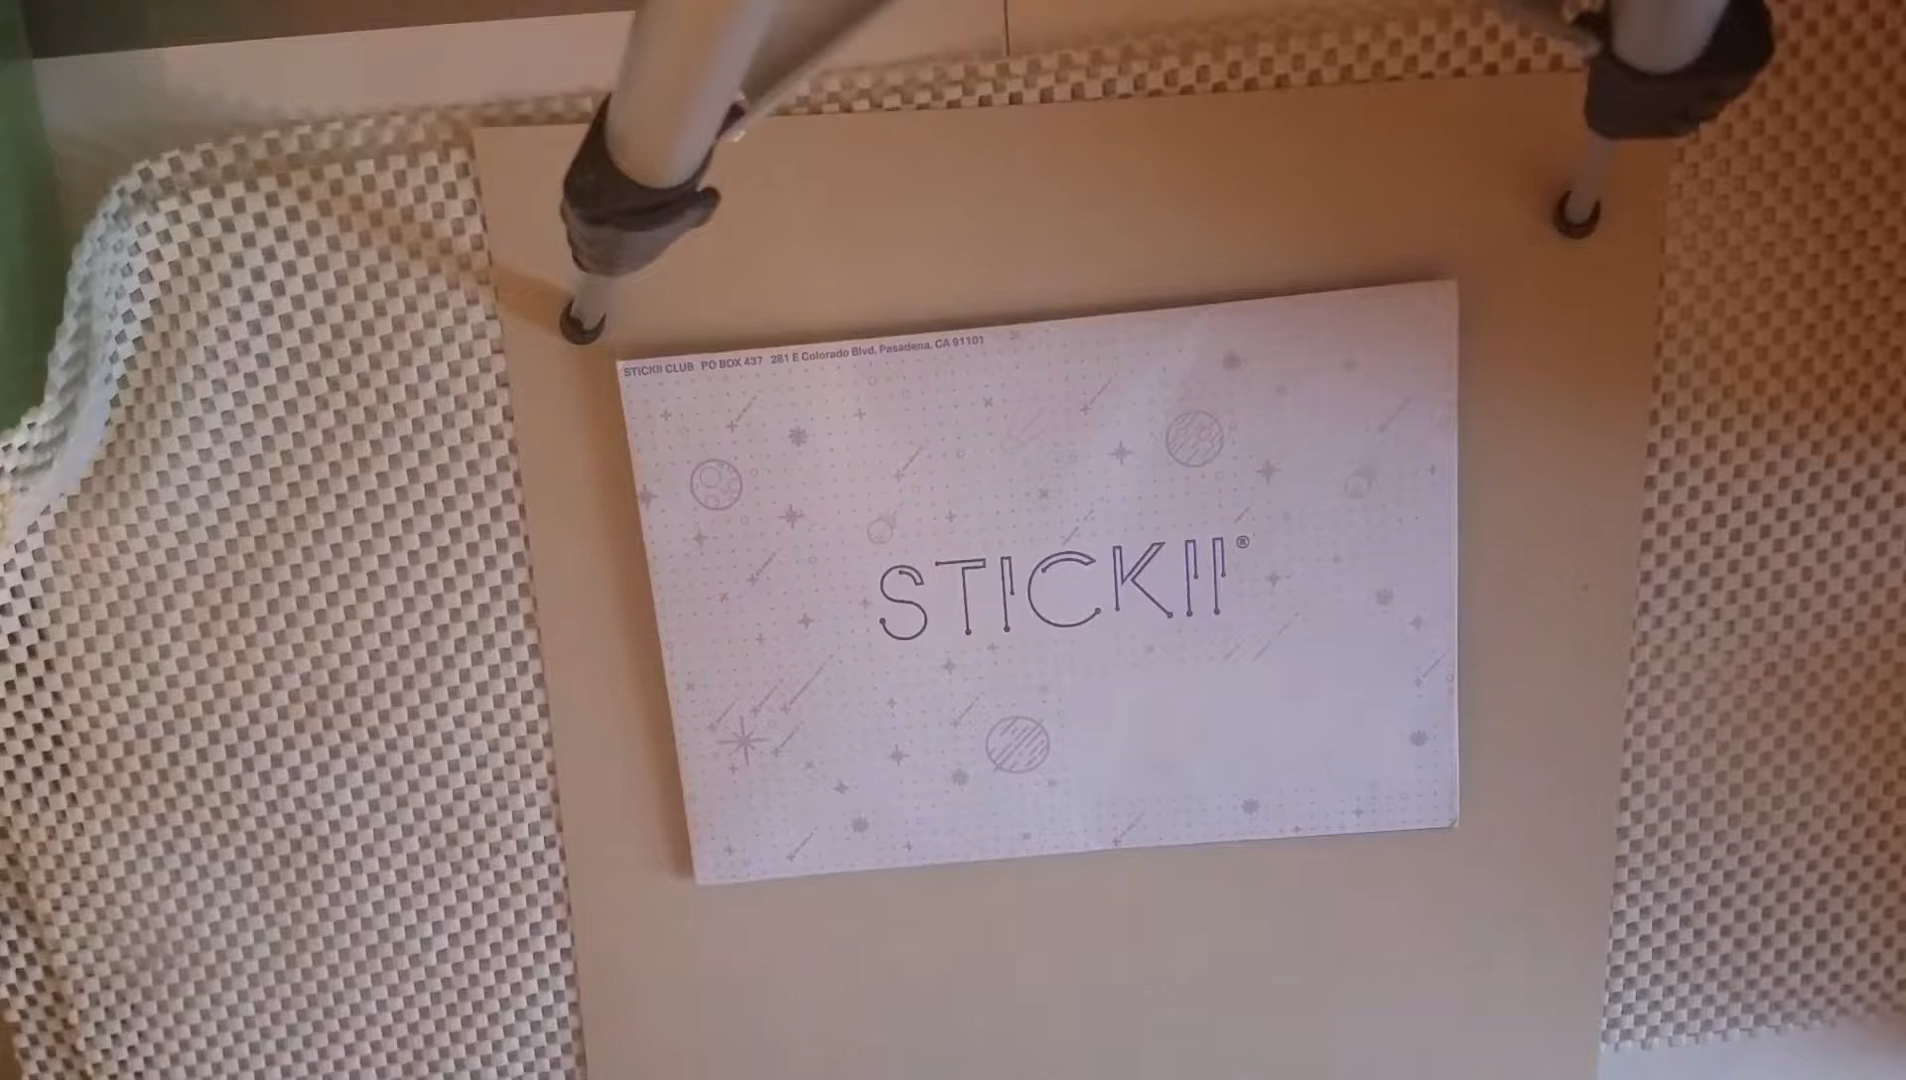 STICKII CLUB PO BOX 437 281 E Colorado Blvd, Pasadena, CA 91101
STICKII®